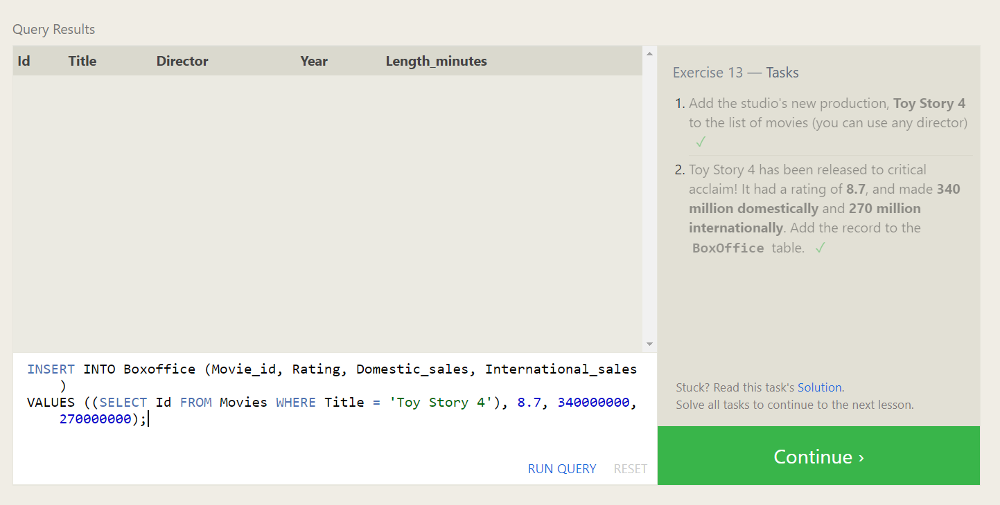 Query Results
Id Title Director Year Length_minutes
Exercise 13 — Tasks
1. Add the studio's new production, Toy Story 4
to the list of movies (you can use any director)
✓
2. Toy Story 4 has been released to critical
acclaim! It had a rating of 8.7, and made 340
million domestically and 270 million
internationally. Add the record to the
BoxOffice table. ✓
INSERT INTO Boxoffice (Movie_id, Rating, Domestic_sales, International_sales
)
VALUES ((SELECT Id FROM Movies WHERE Title = 'Toy Story 4'), 8.7, 340000000,
270000000);
RUN QUERY RESET
Stuck? Read this task's Solution.
Solve all tasks to continue to the next lesson.
Continue ›